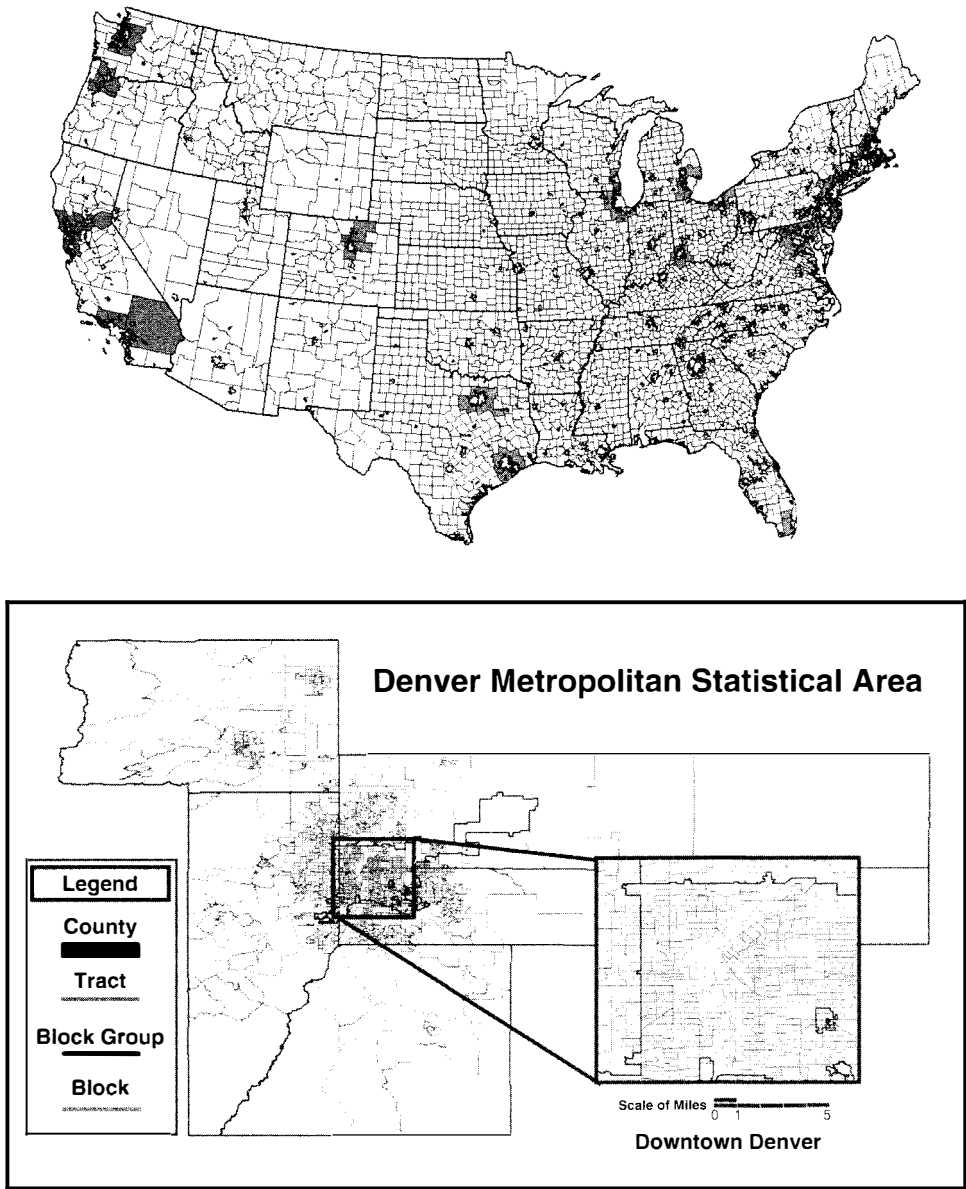 Denver Metropolitan Statistical Area
Legend
County
Tract
Block Group
Block
Scale of Miles
0 1 5
Downtown Denver